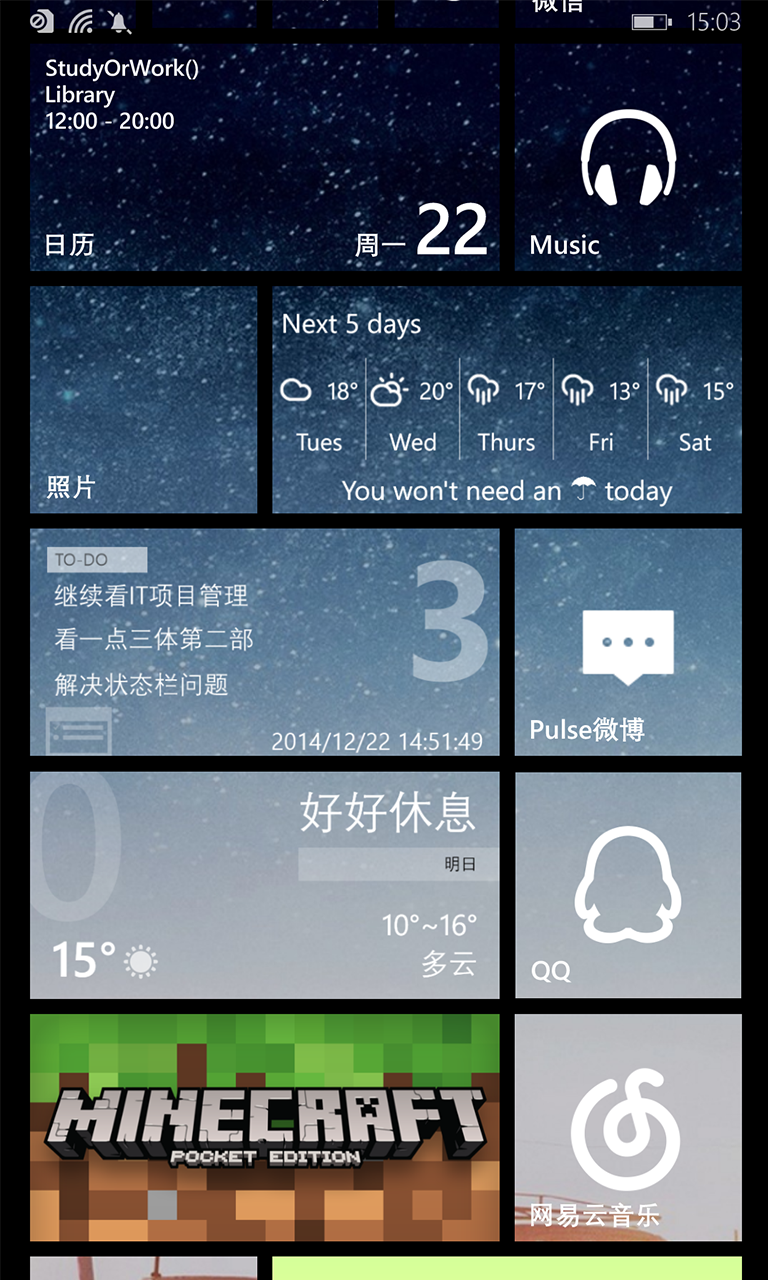 微信
15:03
StudyOrWork()
Library
12:00 - 20:00
日历
周一 22
Music
照片
Next 5 days
18° 20° 17° 13° 15°
Tues Wed Thurs Fri Sat
You won't need an ☂ today
TO-DO
继续看IT项目管理
看一点三体第二部
解决状态栏问题
3
2014/12/22 14:51:49
Pulse微博
0
好好休息
明日
10°~16°
15°
多云
QQ
MINECRAFT
POCKET EDITION
网易云音乐